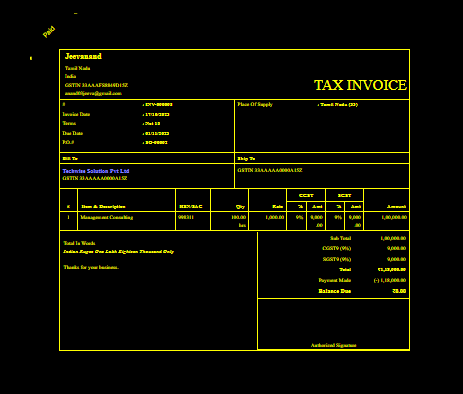 Paid
Jeevanand
Tamil Nadu
India
GSTIN 33AAAFS8849D1ZZ
TAX INVOICE
#
Invoice Date : 17/10/2022
Terms : Net 15
Due Date : 01/11/2022
P.O.#
Place Of Supply : Tamil Nadu (33)
Bill To Ship To
Techwizo Solution Pvt Ltd
GSTIN 33AAAAA0000A1ZZ GSTIN 33AAAAA0000A1ZZ
CGST SGST
# Item & Description HSN/SAC Qty Rate % Amt % Amt Amount
1 Management Consulting 998311 100.00 1,000.00 9% 9,000 9% 9,000 1,00,000.00
hrs .00 .00
Total In Words
Indian Rupee One Lakh Eighteen Thousand Only
Thanks for your business.
Sub Total 1,00,000.00
CGST9 (9%) 9,000.00
SGST9 (9%) 9,000.00
Total ₹1,18,000.00
Payment Made (-) 1,18,000.00
Balance Due ₹0.00
Authorized Signature